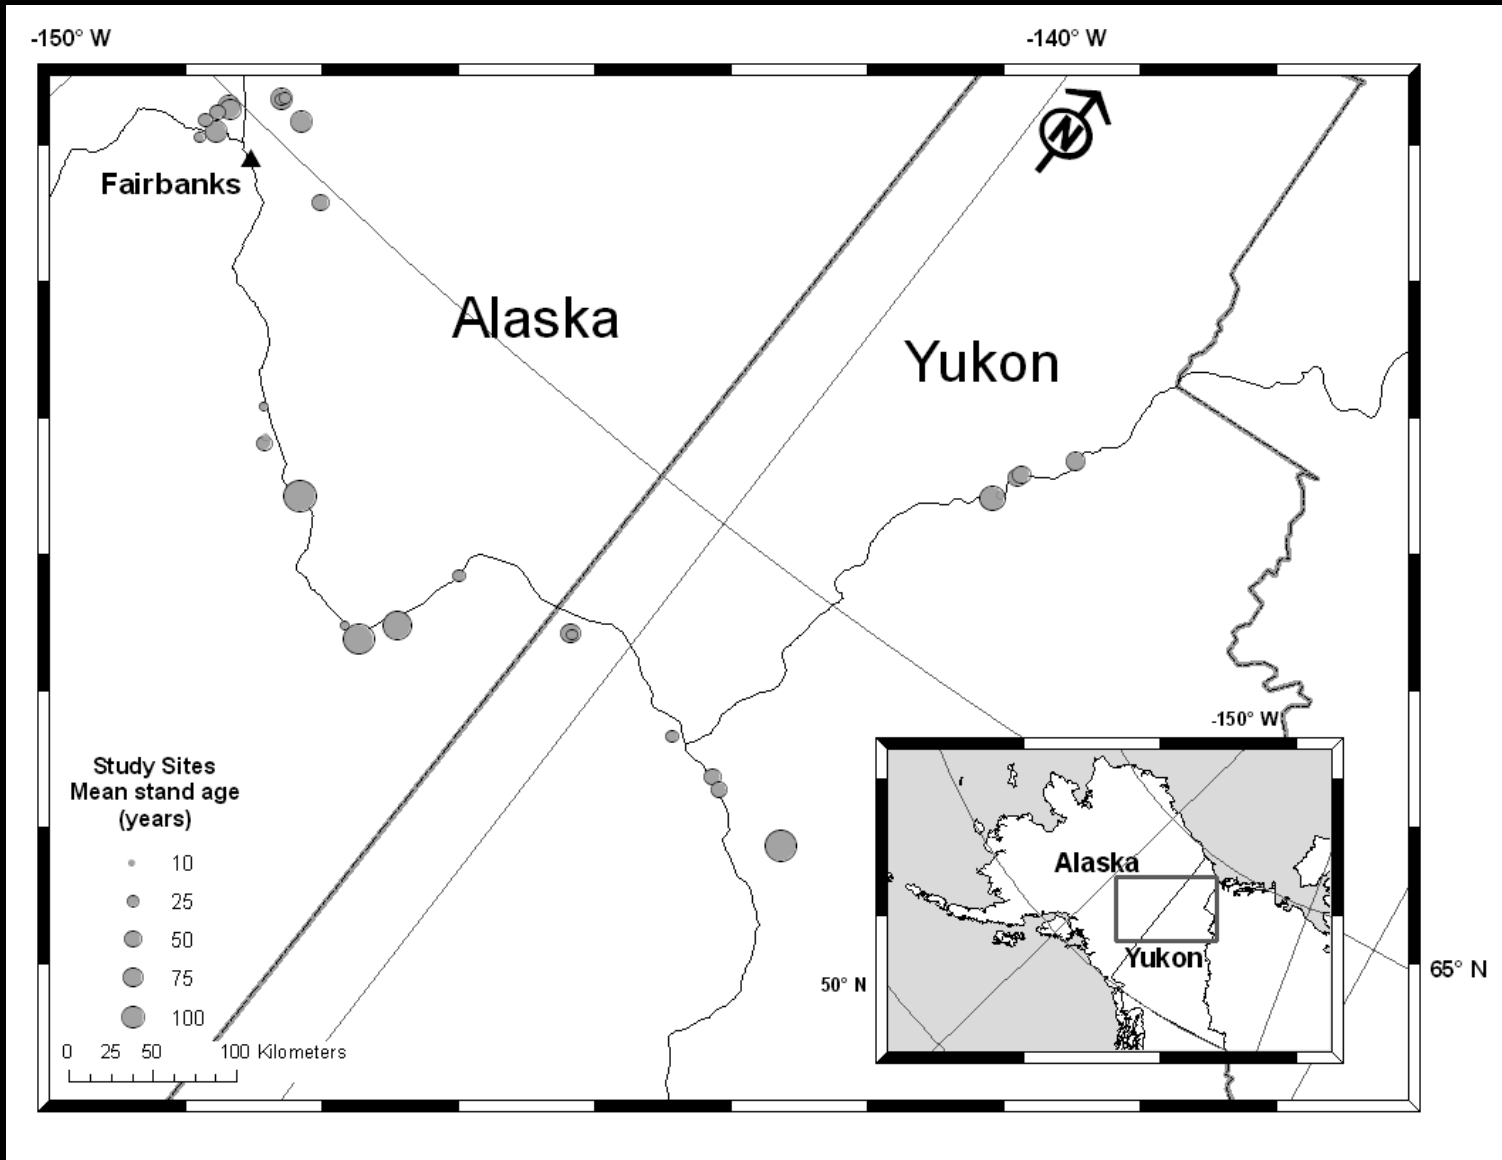 -150° W
-140° W
N
Fairbanks
Alaska
Yukon
Study Sites
Mean stand age
(years)
10
25
50
75
100
0 25 50 100 Kilometers
-150° W
Alaska
Yukon
50° N
65° N